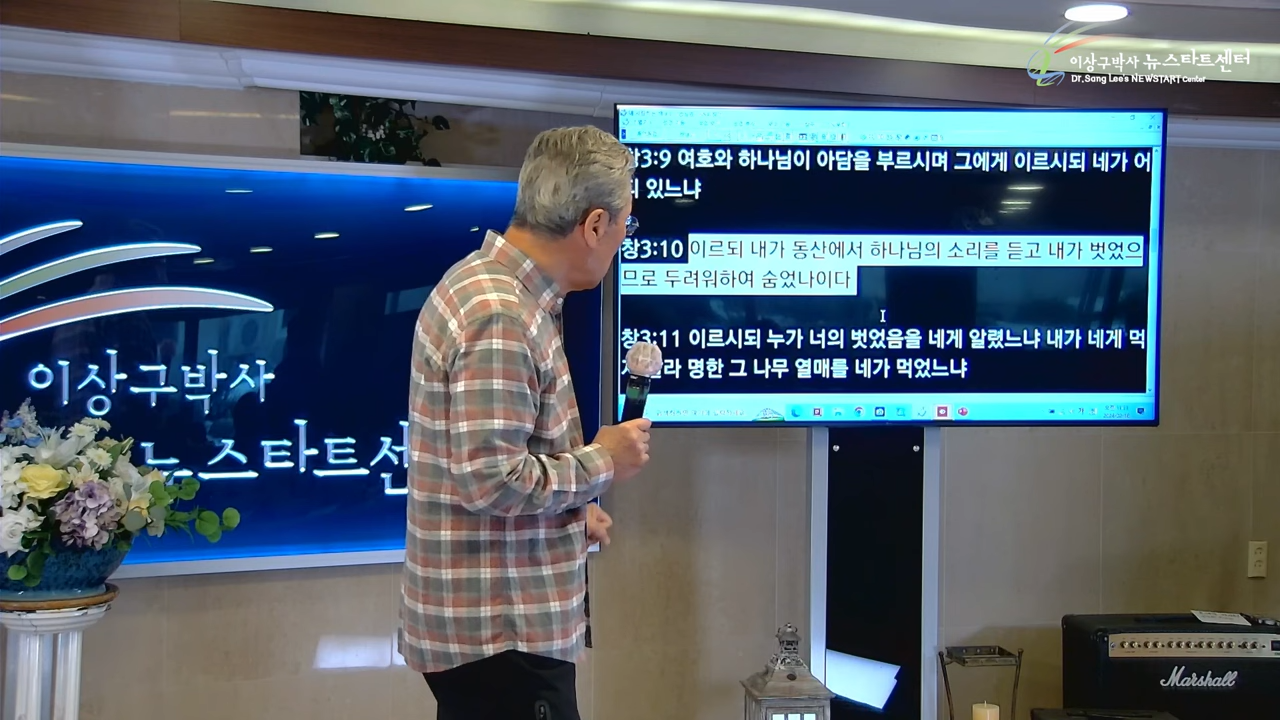 이상구박사 뉴스타트센터
Dr.Sang Lee's NEWSTART Center
창3:9 여호와 하나님이 아담을 부르시며 그에게 이르시되 네가 어
있느냐
창3:10 이르되 내가 동산에서 하나님의 소리를 듣고 내가 벗었으
므로 두려워하여 숨었나이다
창3:11 이르시되 누가 너의 벗었음을 네게 알렸느냐 내가 네게 먹
명한 그 나무 열매를 네가 먹었느냐
이상구박사
뉴스타트센
Marshall